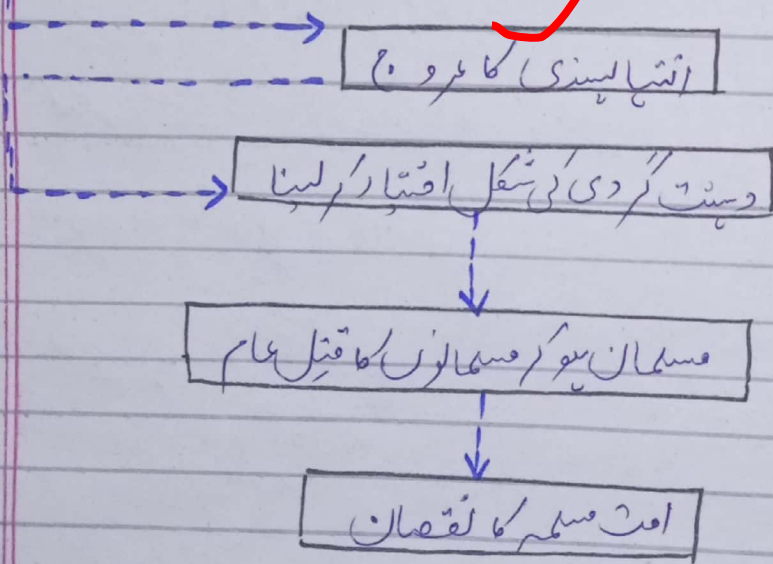 انتہا پسندی کا عروج
دہشت گردی کی شکل اختیار کر لینا
مسلمان ہو کر مسلمانوں کا قتل عام
امت مسلمہ کا نقصان